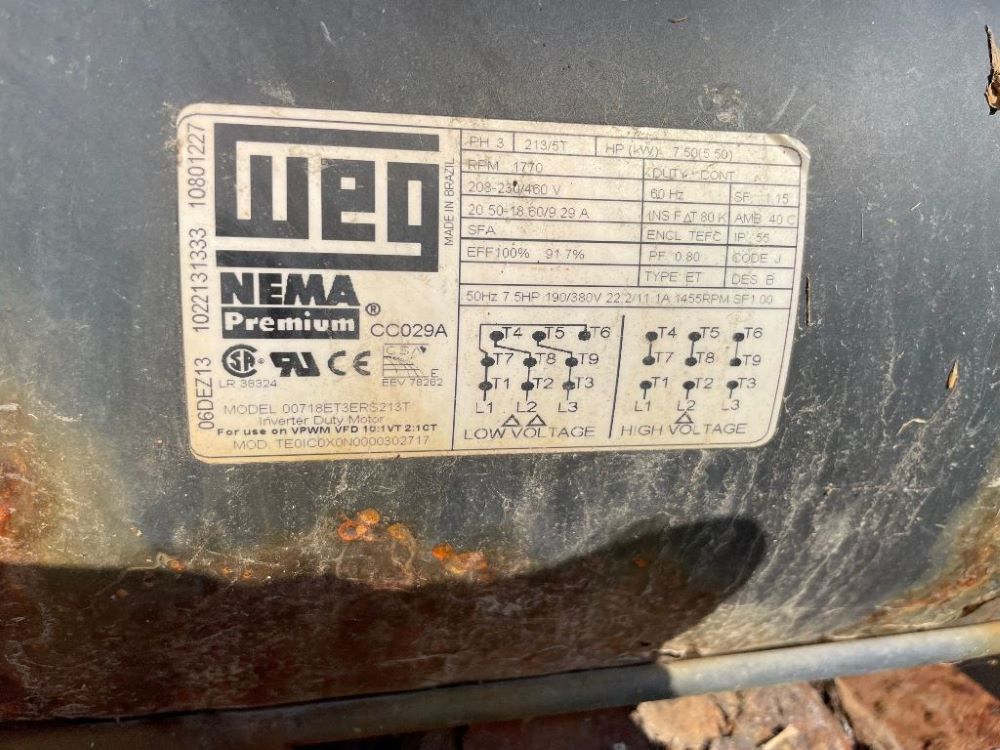 06DEZ13 1022131333 10801227
WEG
MADE IN BRAZIL
NEMA
Premium ®
CC029A
LR 38324
CE
EEV 78282
MODEL 00718ET3ERS213T
Inverter Duty Motor
For use on VPWM VFD 10:1VT 2:1CT
MOD. TE0IC0X0N0000302717
PH 3 213/5T HP (kW) 7.50(5.50)
RPM 1770 DUTY CONT.
208-230/460 V 60 Hz SF 1.15
20.50-18.60/9.29 A INS F ΔT 80 K AMB 40 C
SFA ENCL TEFC IP 55
EFF100% 91.7% PF 0.80 CODE J
TYPE ET DES B
50Hz 7.5HP 190/380V 22.2/11.1A 1455RPM SF1.00
T4 T5 T6 T4 T5 T6
T7 T8 T9 T7 T8 T9
T1 T2 T3 T1 T2 T3
L1 L2 L3 L1 L2 L3
LOW VOLTAGE HIGH VOLTAGE